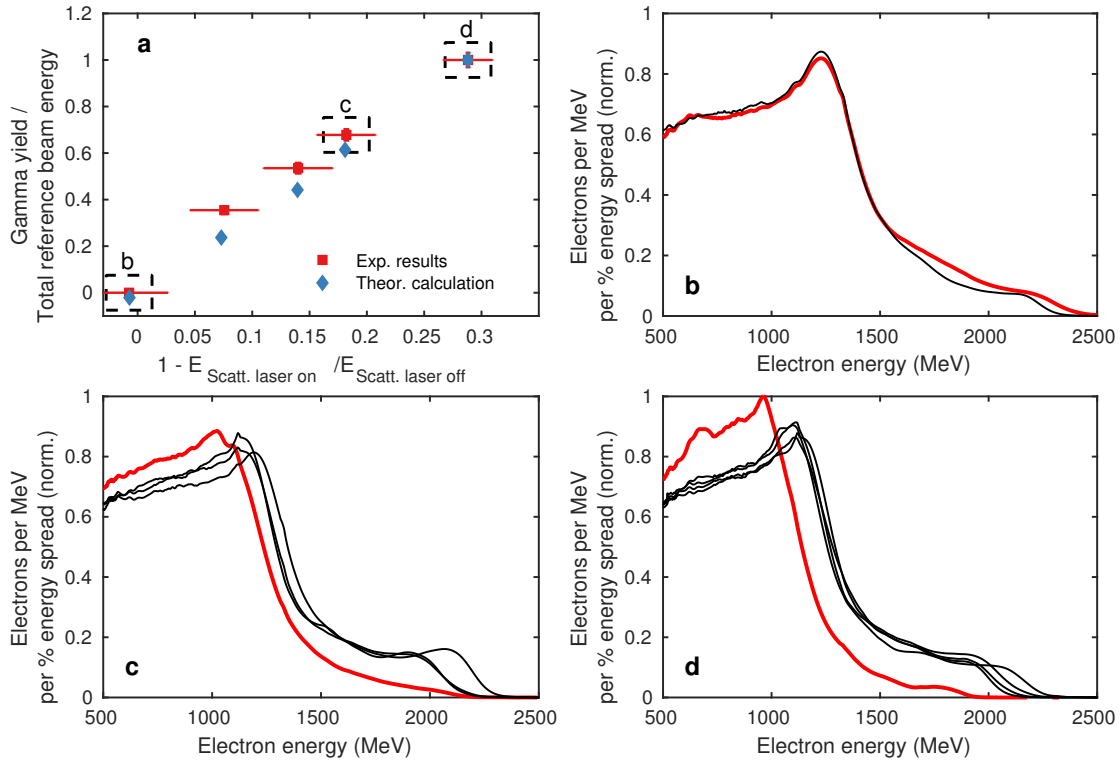 a
b
c
d
Exp. results
Theor. calculation
1.2
1
0.8
0.6
0.4
0.2
0
0 0.05 0.1 0.15 0.2 0.25 0.3
Gamma yield /
Total reference beam energy
1 - E Scatt. laser on /E Scatt. laser off
b
1
0.8
0.6
0.4
0.2
0
500 1000 1500 2000 2500
Electrons per MeV
per % energy spread (norm.)
Electron energy (MeV)
c
1
0.8
0.6
0.4
0.2
0
500 1000 1500 2000 2500
Electrons per MeV
per % energy spread (norm.)
Electron energy (MeV)
d
1
0.8
0.6
0.4
0.2
0
500 1000 1500 2000 2500
Electrons per MeV
per % energy spread (norm.)
Electron energy (MeV)